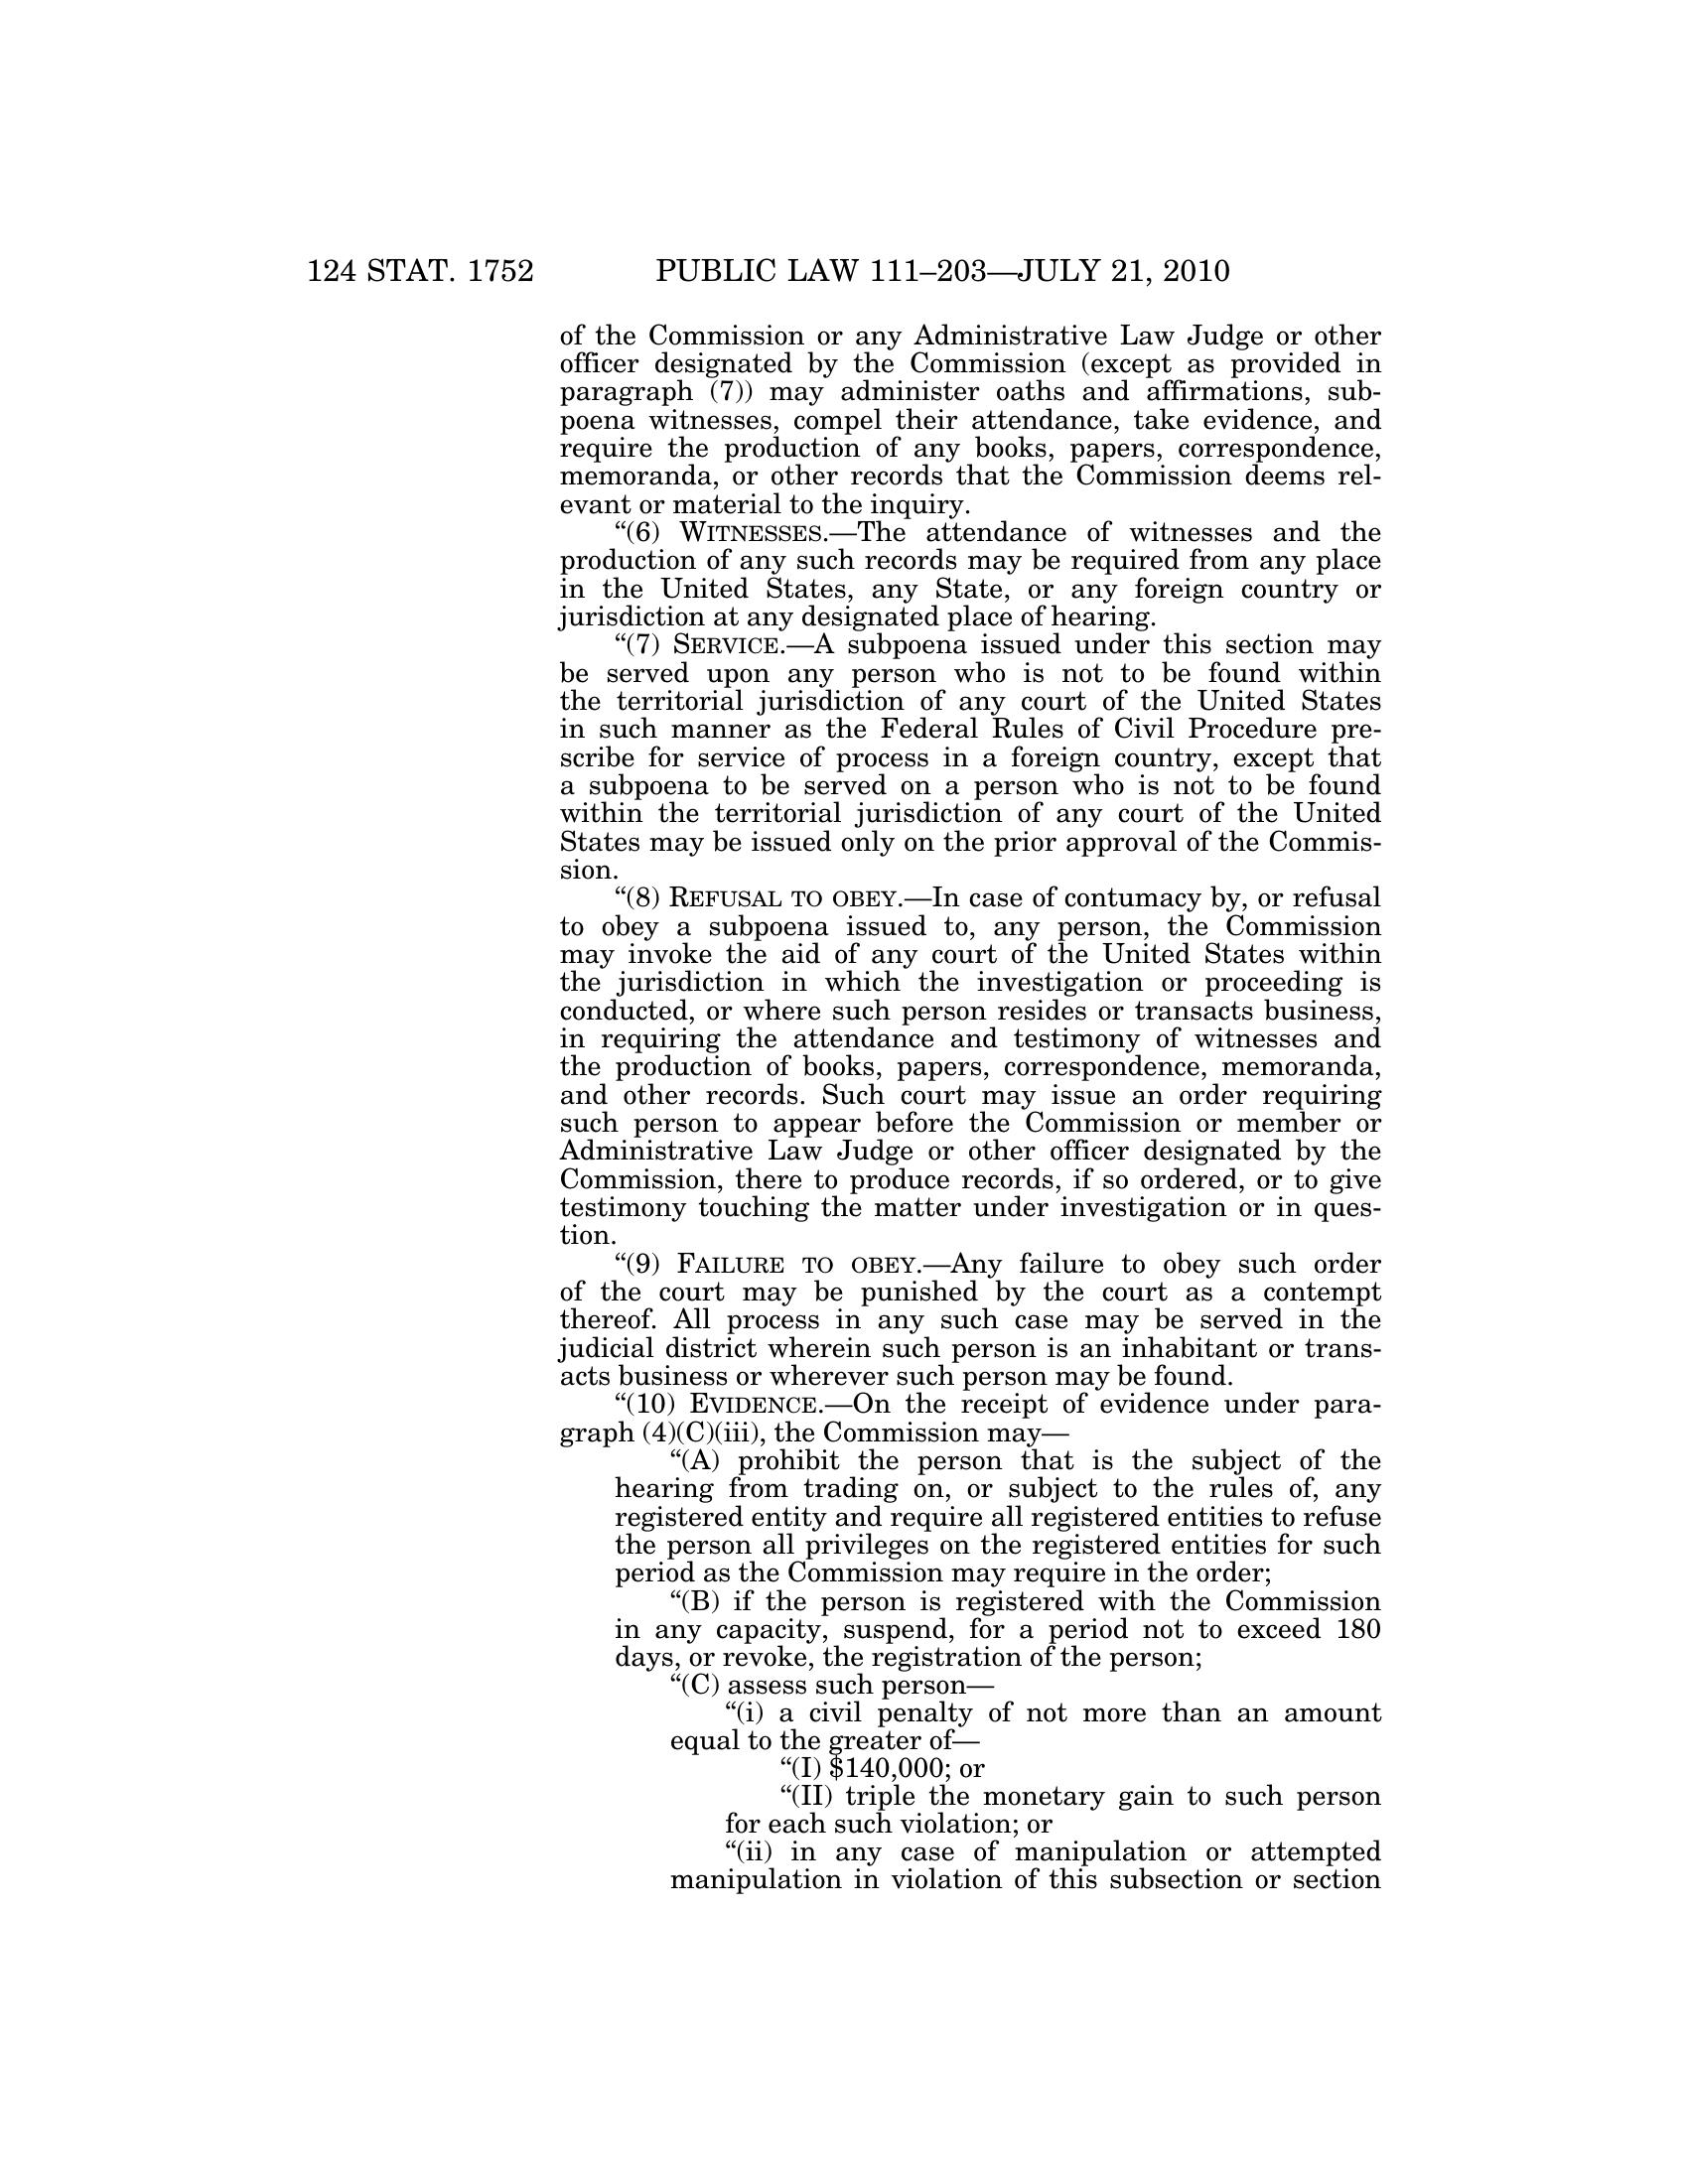 124 STAT. 1752 PUBLIC LAW 111–203—JULY 21, 2010
of the Commission or any Administrative Law Judge or other
officer designated by the Commission (except as provided in
paragraph (7)) may administer oaths and affirmations, sub-
poena witnesses, compel their attendance, take evidence, and
require the production of any books, papers, correspondence,
memoranda, or other records that the Commission deems rel-
evant or material to the inquiry.
“(6) WITNESSES.—The attendance of witnesses and the
production of any such records may be required from any place
in the United States, any State, or any foreign country or
jurisdiction at any designated place of hearing.
“(7) SERVICE.—A subpoena issued under this section may
be served upon any person who is not to be found within
the territorial jurisdiction of any court of the United States
in such manner as the Federal Rules of Civil Procedure pre-
scribe for service of process in a foreign country, except that
a subpoena to be served on a person who is not to be found
within the territorial jurisdiction of any court of the United
States may be issued only on the prior approval of the Commis-
sion.
“(8) REFUSAL TO OBEY.—In case of contumacy by, or refusal
to obey a subpoena issued to, any person, the Commission
may invoke the aid of any court of the United States within
the jurisdiction in which the investigation or proceeding is
conducted, or where such person resides or transacts business,
in requiring the attendance and testimony of witnesses and
the production of books, papers, correspondence, memoranda,
and other records. Such court may issue an order requiring
such person to appear before the Commission or member or
Administrative Law Judge or other officer designated by the
Commission, there to produce records, if so ordered, or to give
testimony touching the matter under investigation or in ques-
tion.
“(9) FAILURE TO OBEY.—Any failure to obey such order
of the court may be punished by the court as a contempt
thereof. All process in any such case may be served in the
judicial district wherein such person is an inhabitant or trans-
acts business or wherever such person may be found.
“(10) EVIDENCE.—On the receipt of evidence under para-
graph (4)(C)(iii), the Commission may—
“(A) prohibit the person that is the subject of the
hearing from trading on, or subject to the rules of, any
registered entity and require all registered entities to refuse
the person all privileges on the registered entities for such
period as the Commission may require in the order;
“(B) if the person is registered with the Commission
in any capacity, suspend, for a period not to exceed 180
days, or revoke, the registration of the person;
“(C) assess such person—
“(i) a civil penalty of not more than an amount
equal to the greater of—
“(I) $140,000; or
“(II) triple the monetary gain to such person
for each such violation; or
“(ii) in any case of manipulation or attempted
manipulation in violation of this subsection or section